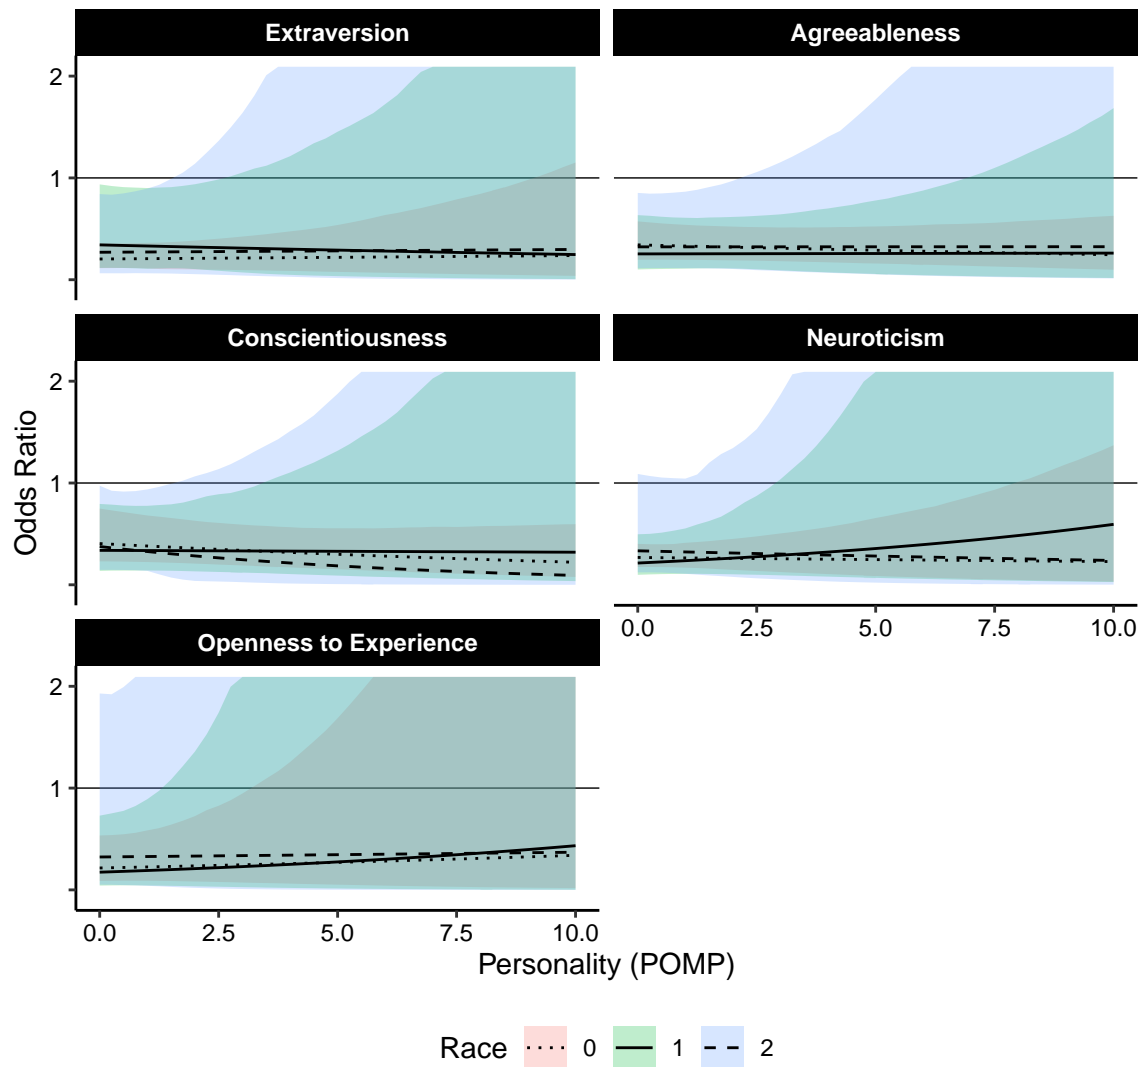 Extraversion
Agreeableness
2
1
Conscientiousness
Neuroticism
2
1
0.0 2.5 5.0 7.5 10.0
Openness to Experience
2
1
0.0 2.5 5.0 7.5 10.0
Odds Ratio
Personality (POMP)
Race 0 1 2